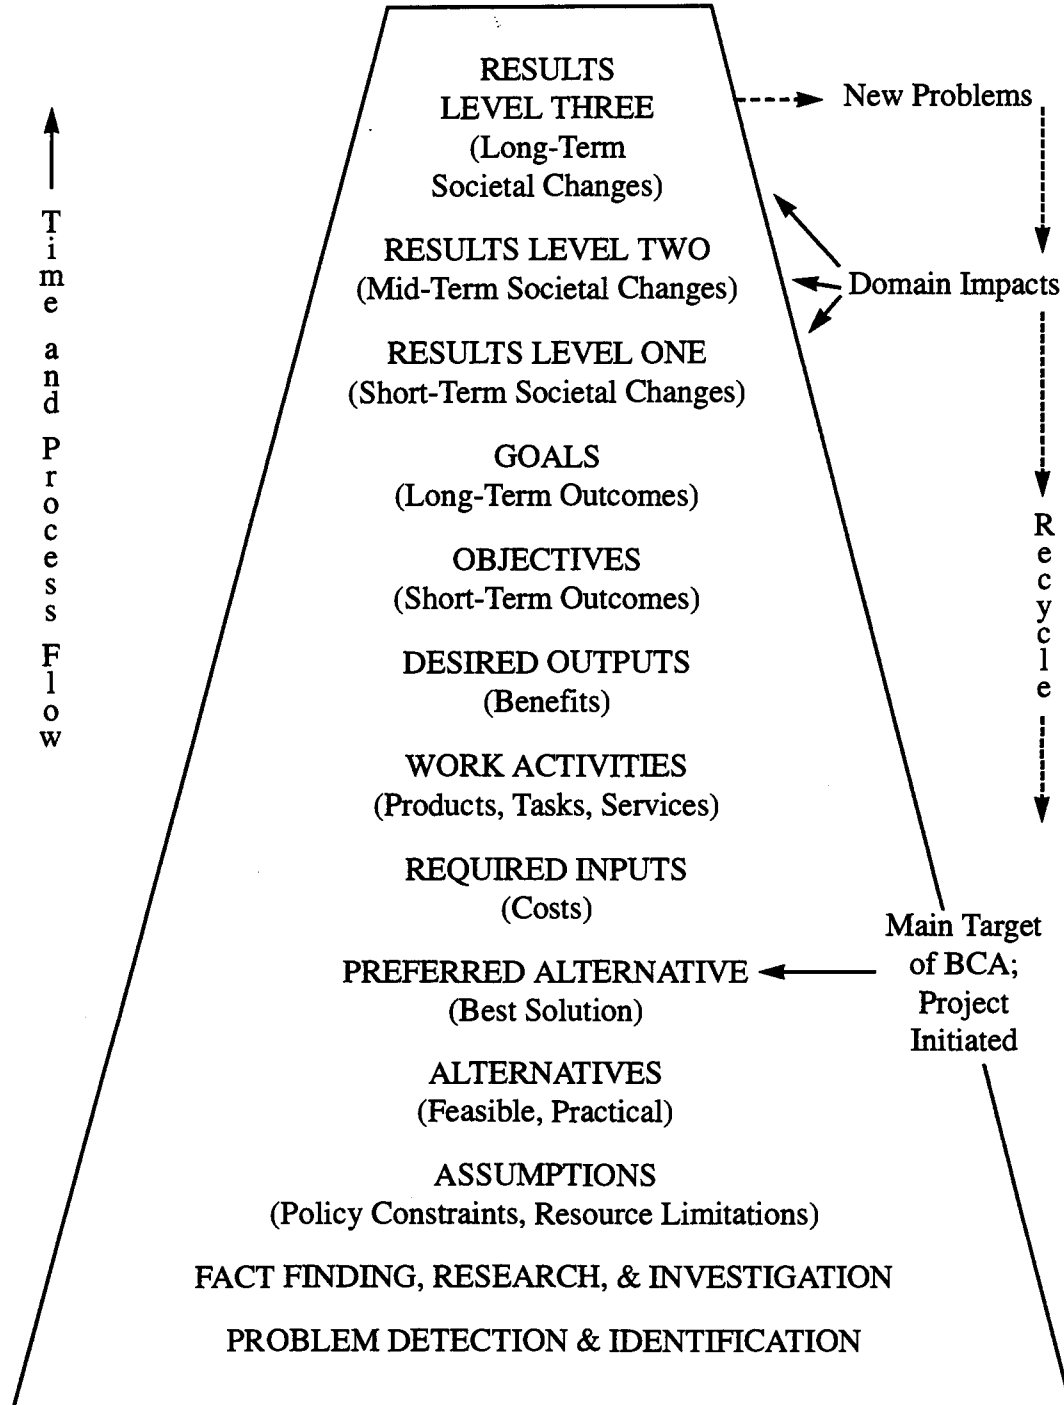 RESULTS
LEVEL THREE
(Long-Term
Societal Changes)
New Problems
RESULTS LEVEL TWO
(Mid-Term Societal Changes)
Domain Impacts
RESULTS LEVEL ONE
(Short-Term Societal Changes)
GOALS
(Long-Term Outcomes)
OBJECTIVES
(Short-Term Outcomes)
DESIRED OUTPUTS
(Benefits)
WORK ACTIVITIES
(Products, Tasks, Services)
REQUIRED INPUTS
(Costs)
PREFERRED ALTERNATIVE
(Best Solution)
Main Target
of BCA;
Project
Initiated
ALTERNATIVES
(Feasible, Practical)
ASSUMPTIONS
(Policy Constraints, Resource Limitations)
FACT FINDING, RESEARCH, & INVESTIGATION
PROBLEM DETECTION & IDENTIFICATION
Time and Process Flow
Recycle